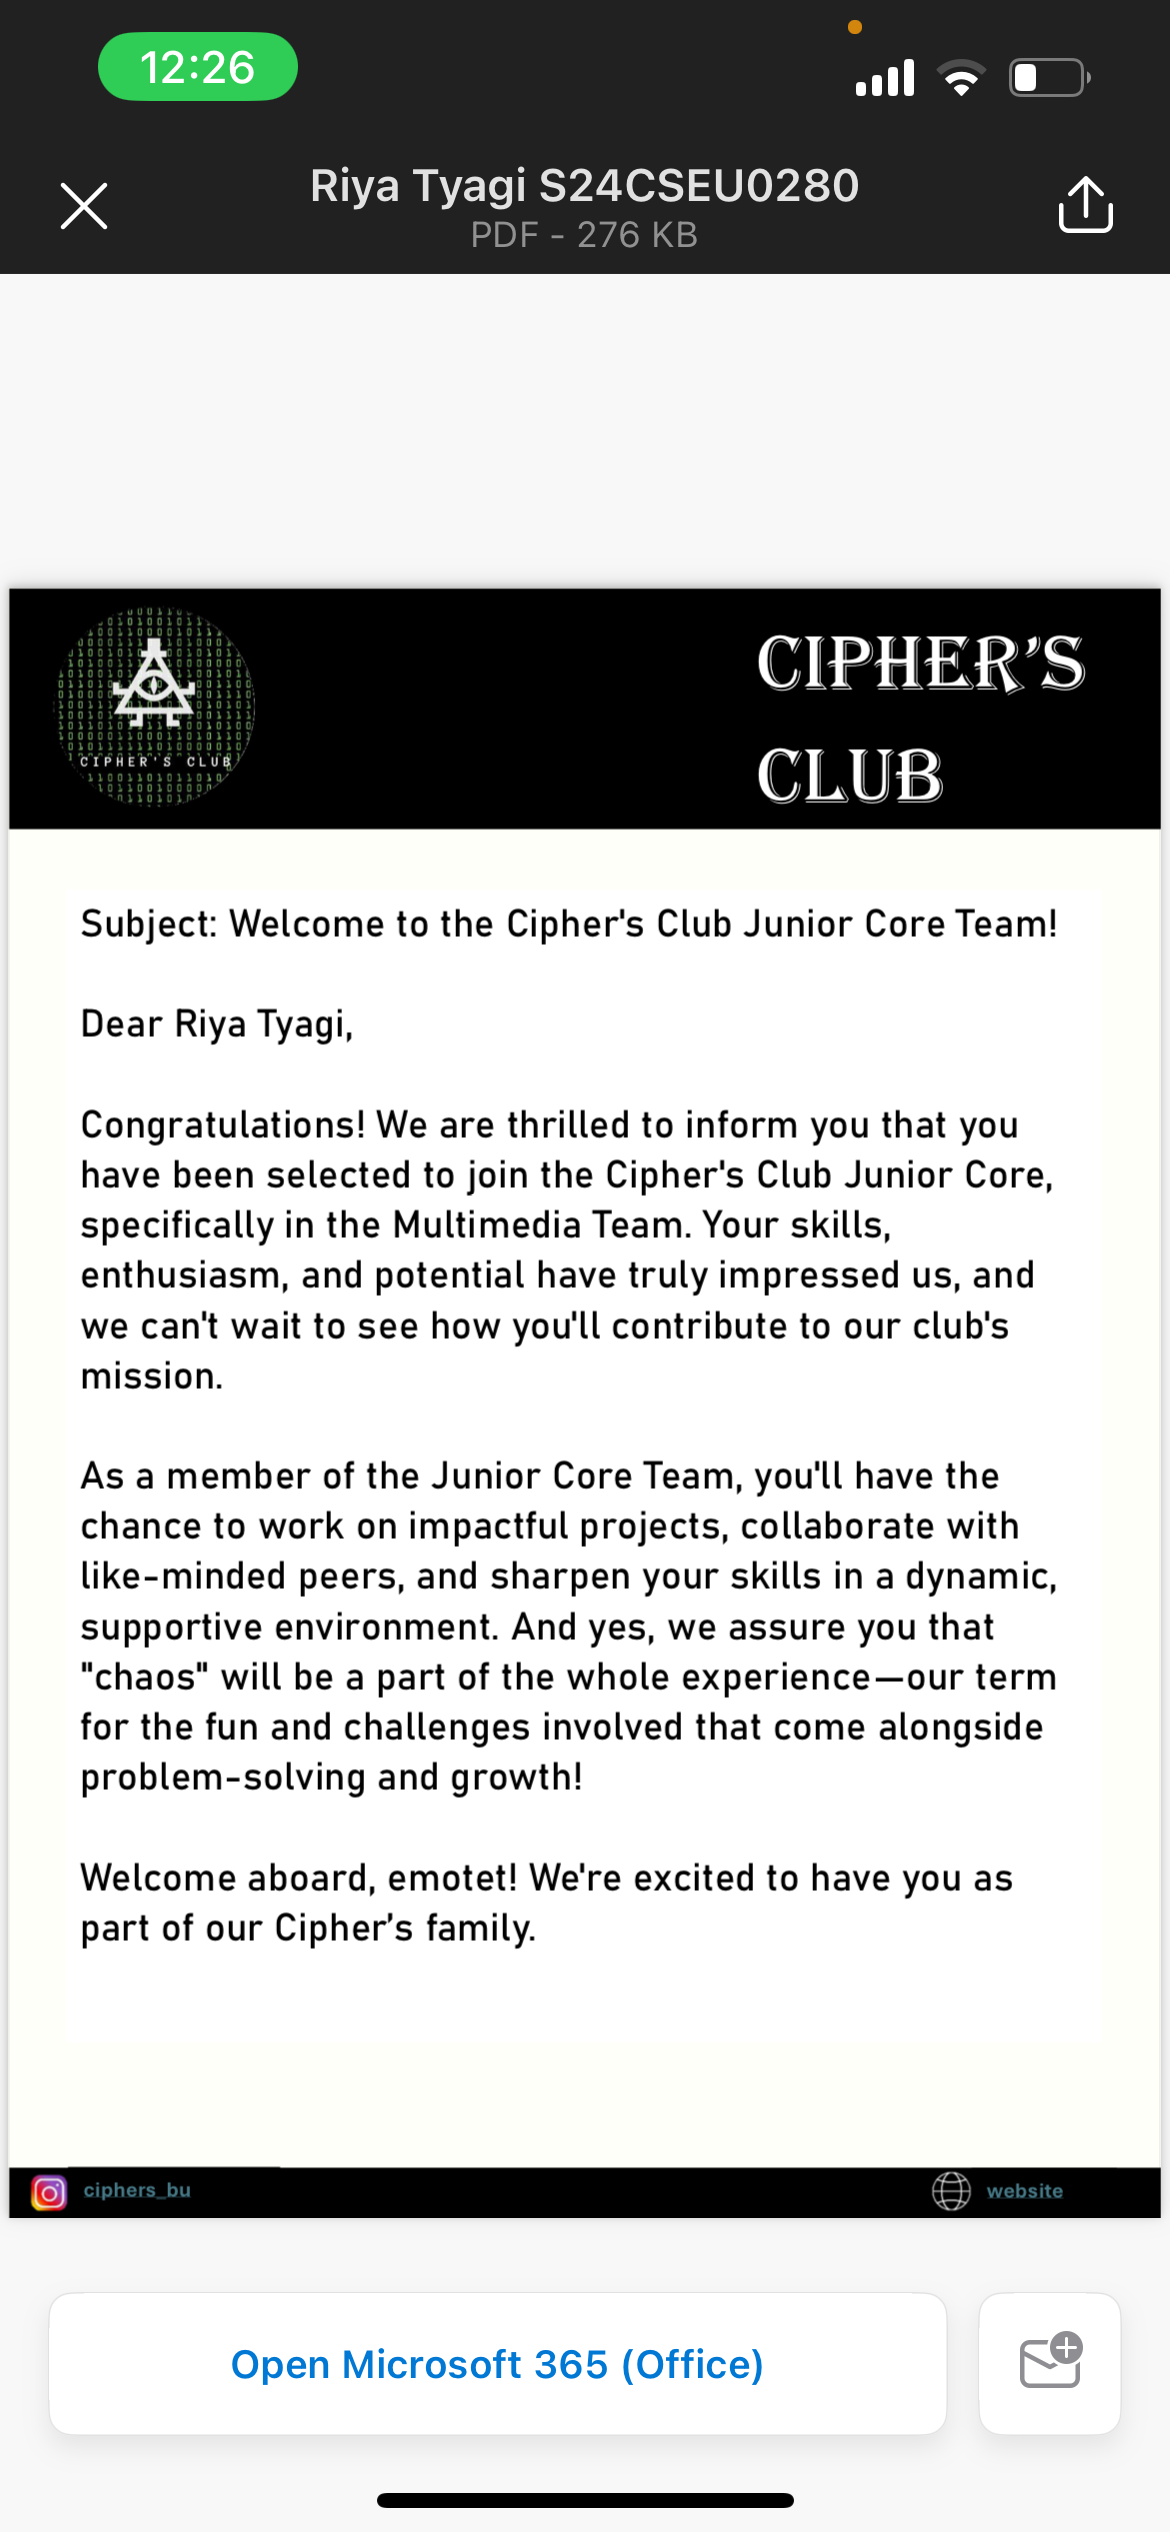 12:26
Riya Tyagi S24CSEU0280
PDF - 276 KB
CIPHER'S CLUB
CIPHER'S
CLUB
Subject: Welcome to the Cipher's Club Junior Core Team!
Dear Riya Tyagi,
Congratulations! We are thrilled to inform you that you
have been selected to join the Cipher's Club Junior Core,
specifically in the Multimedia Team. Your skills,
enthusiasm, and potential have truly impressed us, and
we can't wait to see how you'll contribute to our club's
mission.
As a member of the Junior Core Team, you'll have the
chance to work on impactful projects, collaborate with
like-minded peers, and sharpen your skills in a dynamic,
supportive environment. And yes, we assure you that
"chaos" will be a part of the whole experience—our term
for the fun and challenges involved that come alongside
problem-solving and growth!
Welcome aboard, emotet! We're excited to have you as
part of our Cipher’s family.
ciphers_bu
website
Open Microsoft 365 (Office)